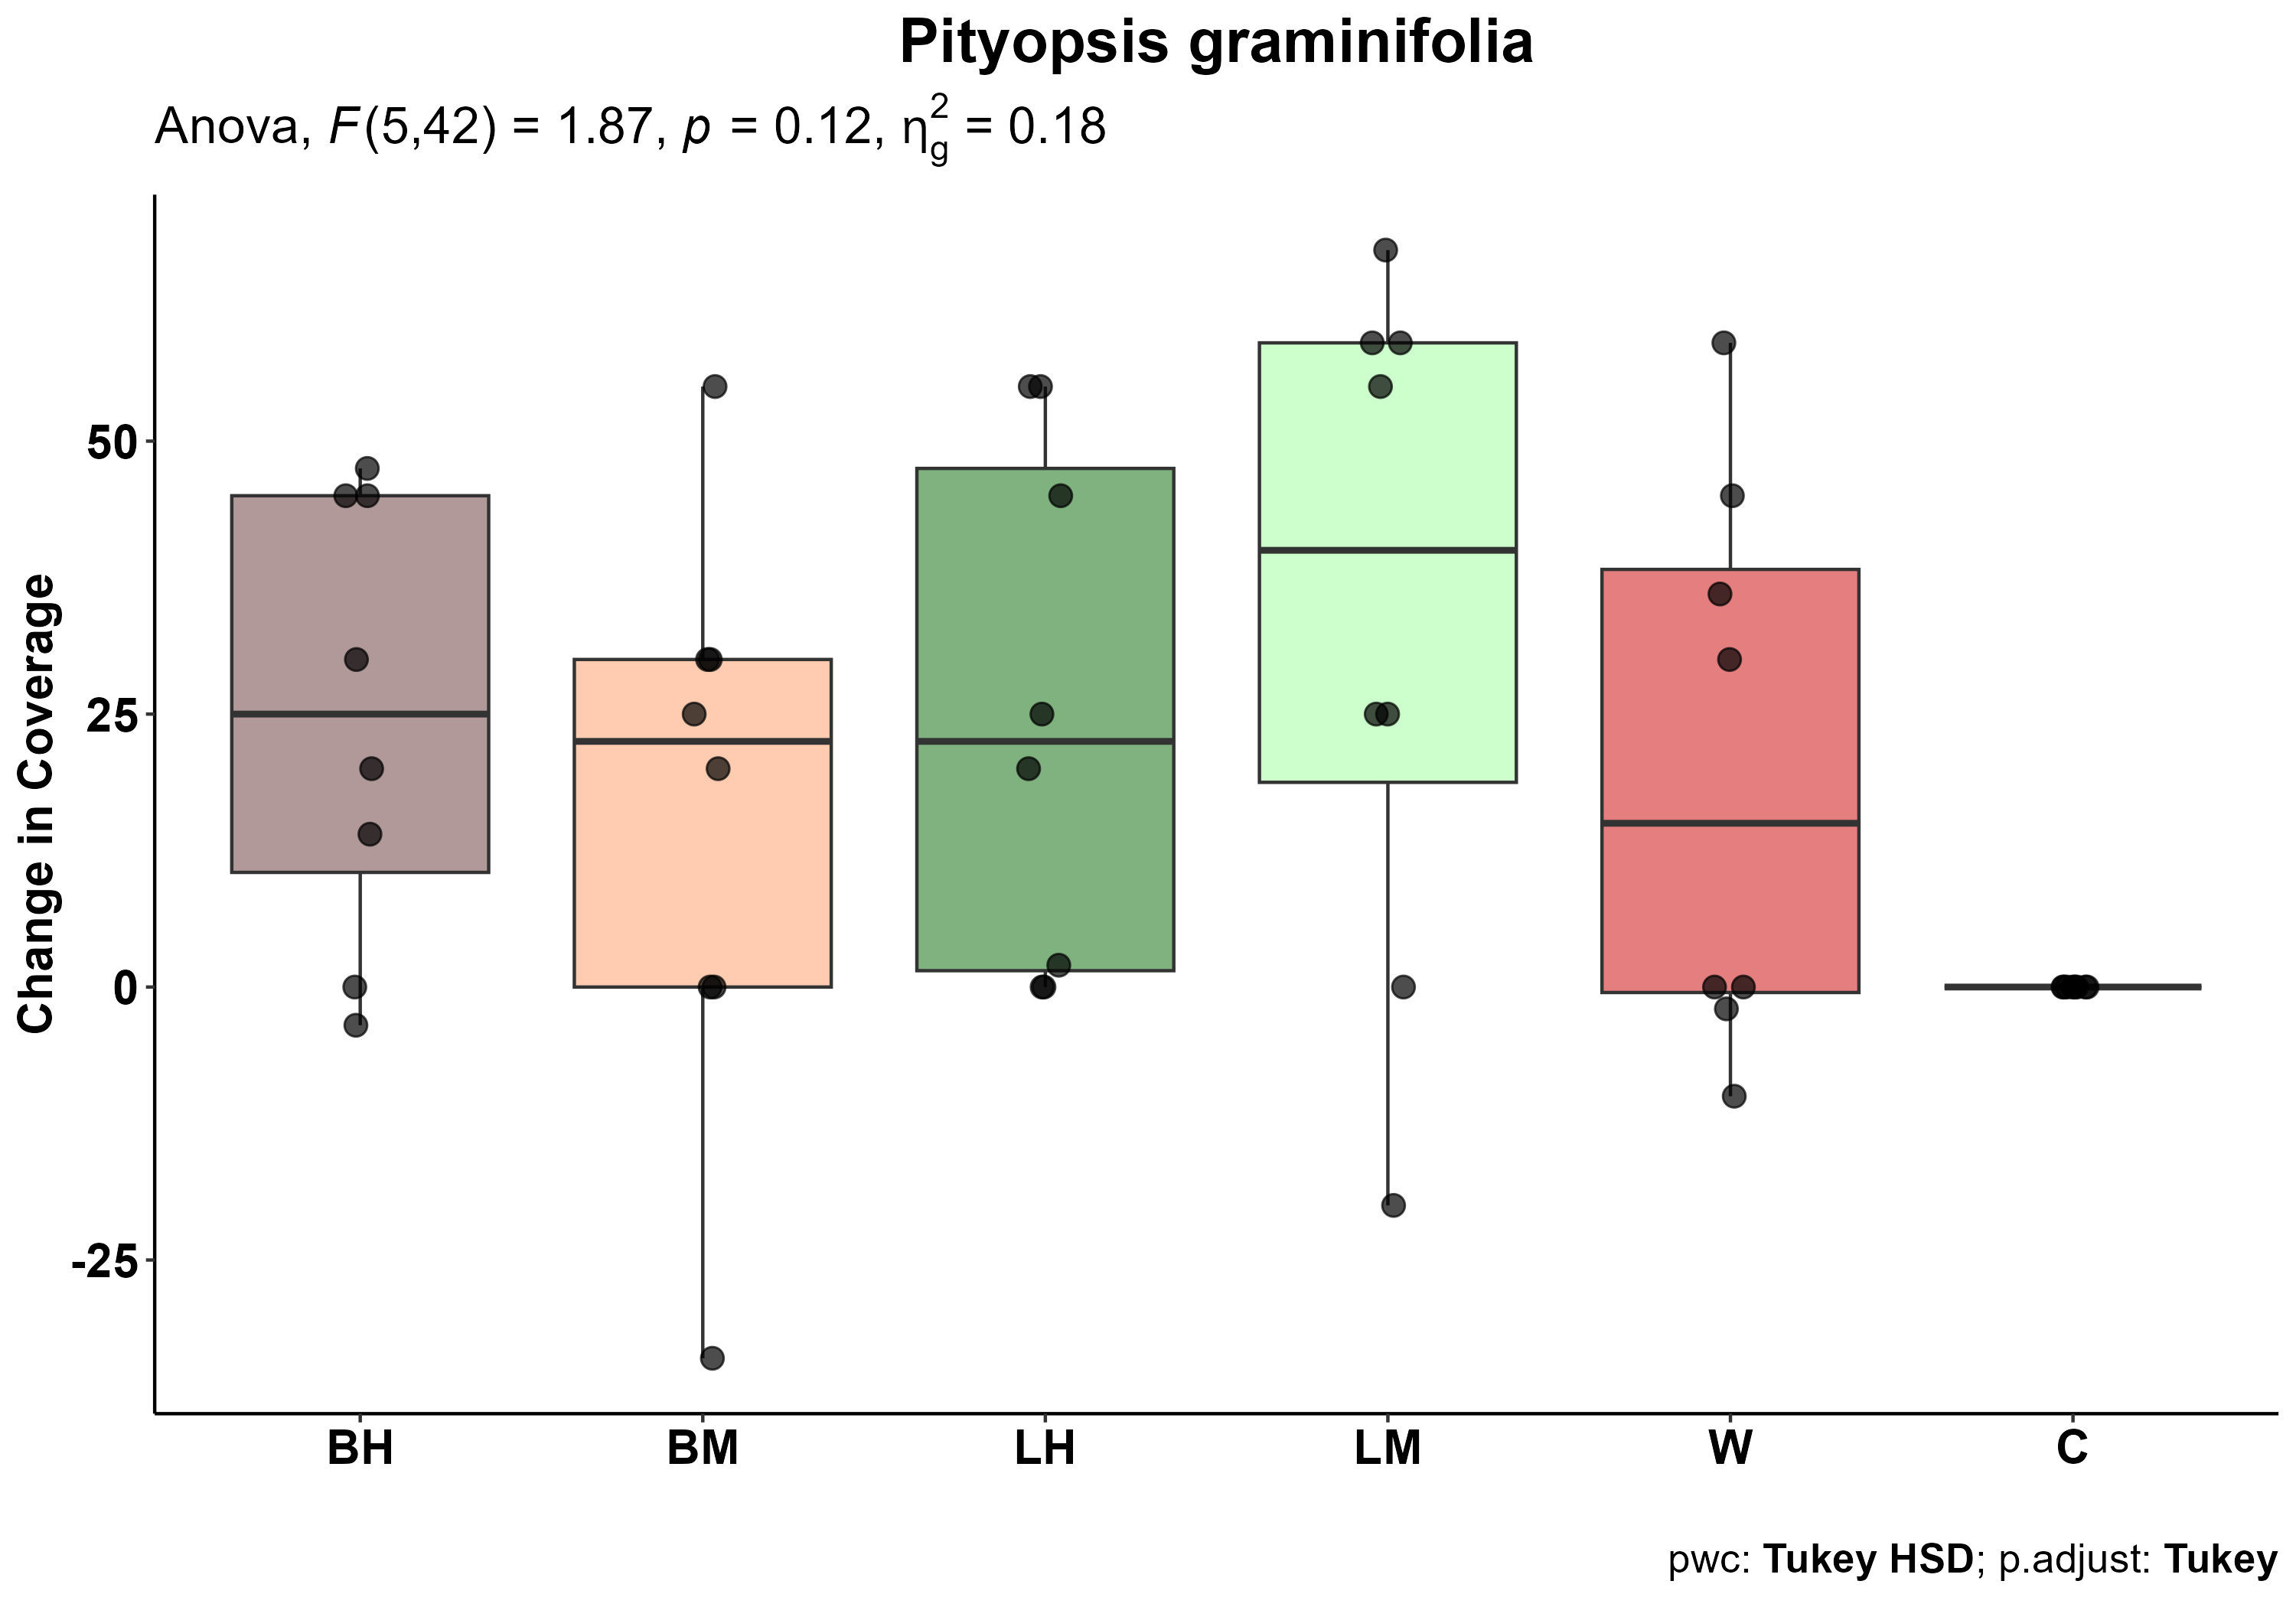 Pityopsis graminifolia
Anova, F(5,42) = 1.87, p = 0.12, η²g = 0.18
Change in Coverage
50
25
0
-25
BH BM LH LM W C
pwc: Tukey HSD; p.adjust: Tukey